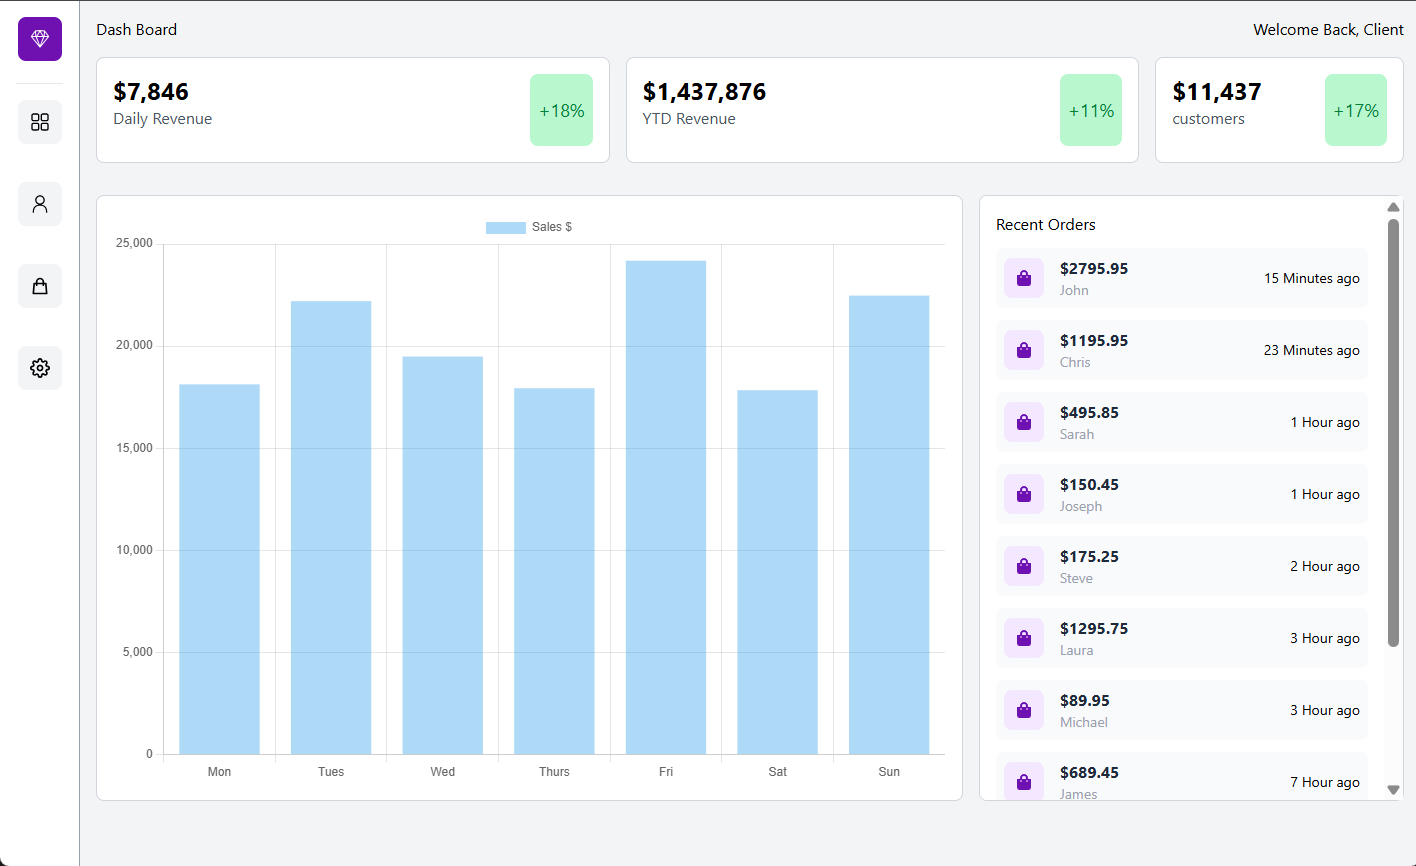 Dash Board
Welcome Back, Client
$7,846
Daily Revenue
+18%
$1,437,876
YTD Revenue
+11%
$11,437
customers
+17%
Sales $
25,000
20,000
15,000
10,000
5,000
0
Mon Tues Wed Thurs Fri Sat Sun
Recent Orders
$2795.95
John
15 Minutes ago
$1195.95
Chris
23 Minutes ago
$495.85
Sarah
1 Hour ago
$150.45
Joseph
1 Hour ago
$175.25
Steve
2 Hour ago
$1295.75
Laura
3 Hour ago
$89.95
Michael
3 Hour ago
$689.45
James
7 Hour ago